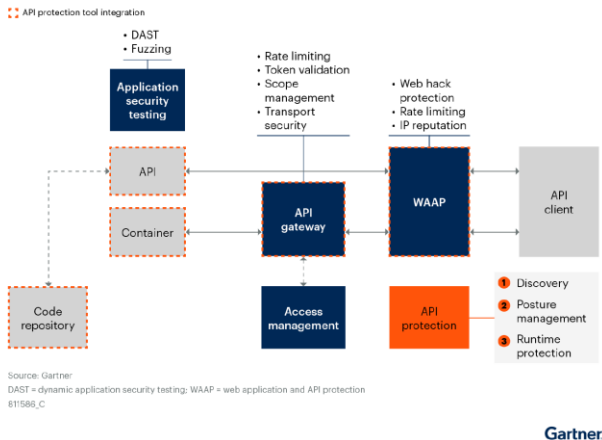 API protection tool integration
• DAST
• Fuzzing
Application
security
testing
• Rate limiting
• Token validation
• Scope
management
• Transport
security
• Web hack
protection
• Rate limiting
• IP reputation
API
Container
API
gateway
WAAP
API
client
Code
repository
Access
management
API
protection
1 Discovery
2 Posture
management
3 Runtime
protection
Source: Gartner
DAST = dynamic application security testing; WAAP = web application and API protection
811586_C
Gartner